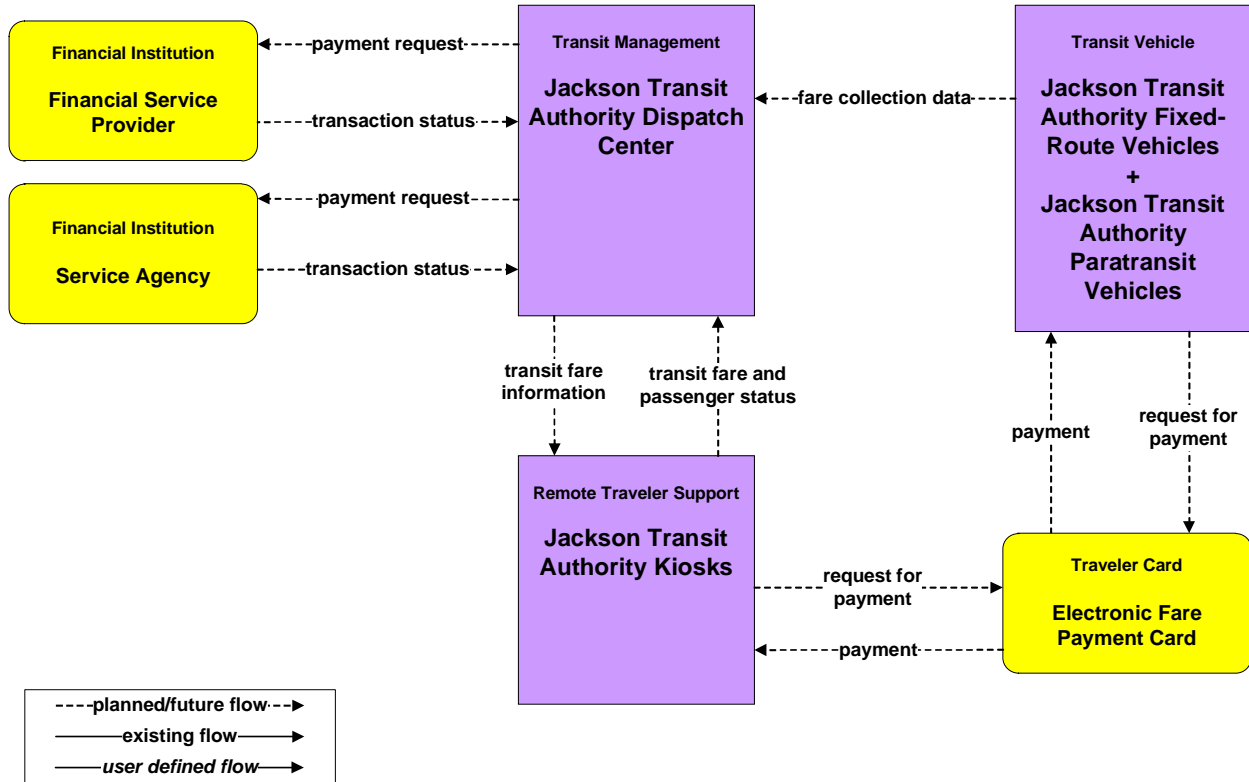 Financial Institution
Financial Service
Provider
payment request
transaction status
Financial Institution
Service Agency
payment request
transaction status
Transit Management
Jackson Transit
Authority Dispatch
Center
fare collection data
Transit Vehicle
Jackson Transit
Authority Fixed-
Route Vehicles
+
Jackson Transit
Authority
Paratransit
Vehicles
transit fare
information
transit fare and
passenger status
payment
request for
payment
Remote Traveler Support
Jackson Transit
Authority Kiosks
request for
payment
payment
Traveler Card
Electronic Fare
Payment Card
planned/future flow
existing flow
user defined flow